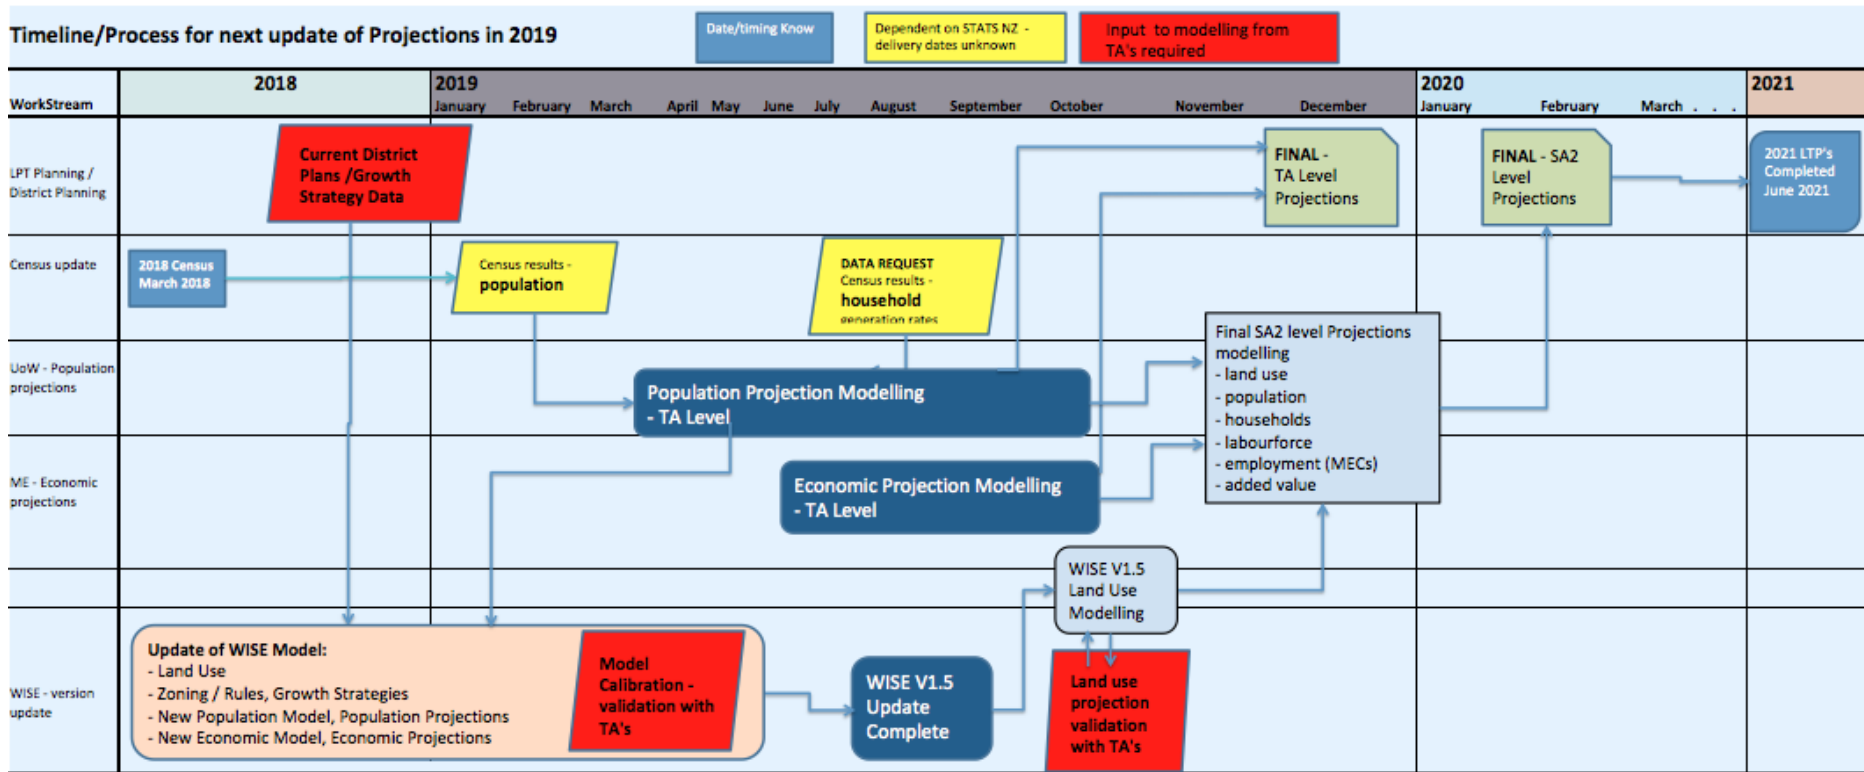 Timeline/Process for next update of Projections in 2019
Date/timing Know
Dependent on STATS NZ -
delivery dates unknown
Input to modelling from
TA's required
WorkStream
2018
2019
January February March April May June July August September October November December
2020
January February March . . .
2021
LPT Planning /
District Planning
Current District
Plans /Growth
Strategy Data
FINAL -
TA Level
Projections
FINAL - SA2
Level
Projections
2021 LTP's
Completed
June 2021
Census update
2018 Census
March 2018
Census results -
population
DATA REQUEST
Census results -
household
generation rates
UoW - Population
projections
Population Projection Modelling
- TA Level
Final SA2 level Projections
modelling
- land use
- population
- households
- labourforce
- employment (MECs)
- added value
ME - Economic
projections
Economic Projection Modelling
- TA Level
WISE V1.5
Land Use
Modelling
WISE - version
update
Update of WISE Model:
- Land Use
- Zoning / Rules, Growth Strategies
- New Population Model, Population Projections
- New Economic Model, Economic Projections
Model
Calibration -
validation with
TA's
WISE V1.5
Update
Complete
Land use
projection
validation
with TA's